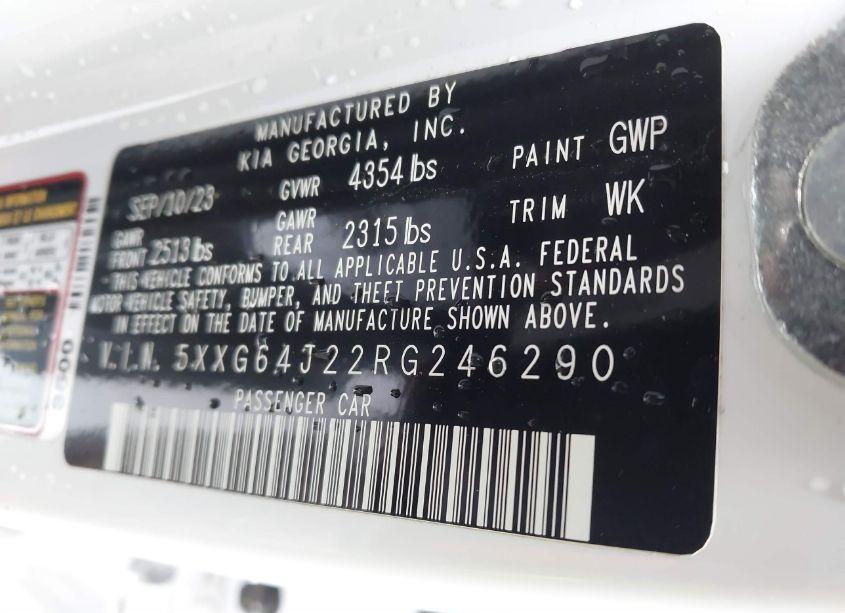 MANUFACTURED BY
KIA GEORGIA, INC.
SEP/10/23 GVWR 4354 lbs PAINT GWP
GAWR FRONT 2513 lbs GAWR REAR 2315 lbs TRIM WK
THIS VEHICLE CONFORMS TO ALL APPLICABLE U.S.A. FEDERAL
MOTOR VEHICLE SAFETY, BUMPER, AND THEFT PREVENTION STANDARDS
IN EFFECT ON THE DATE OF MANUFACTURE SHOWN ABOVE.
V.I.N. 5XXG64J22RG246290
PASSENGER CAR